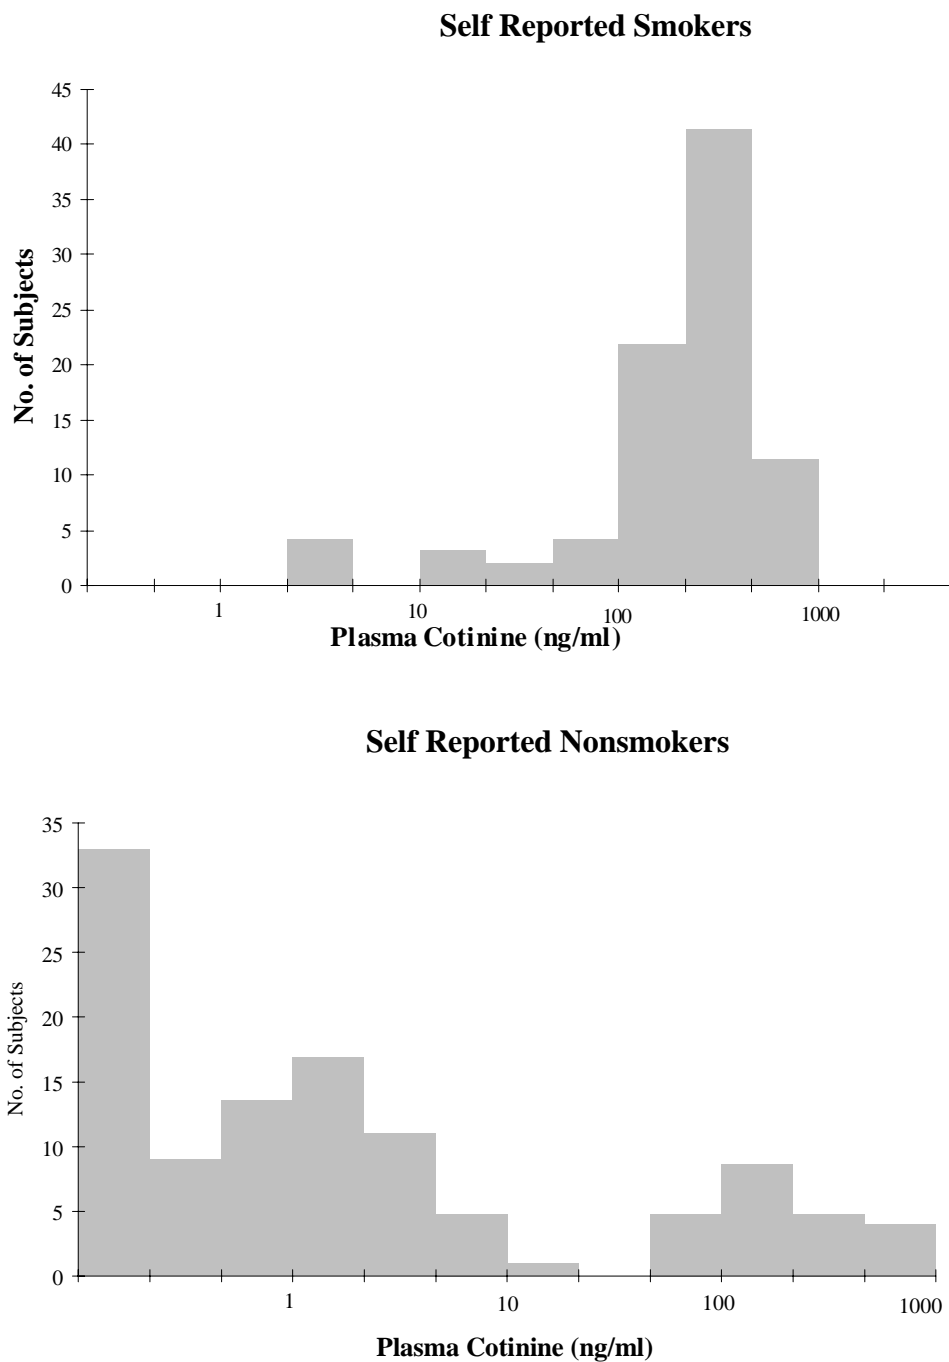 Self Reported Smokers
45
40
35
30
25
20
15
10
5
0
No. of Subjects
1 10 100 1000
Plasma Cotinine (ng/ml)
Self Reported Nonsmokers
35
30
25
20
15
10
5
0
No. of Subjects
1 10 100 1000
Plasma Cotinine (ng/ml)